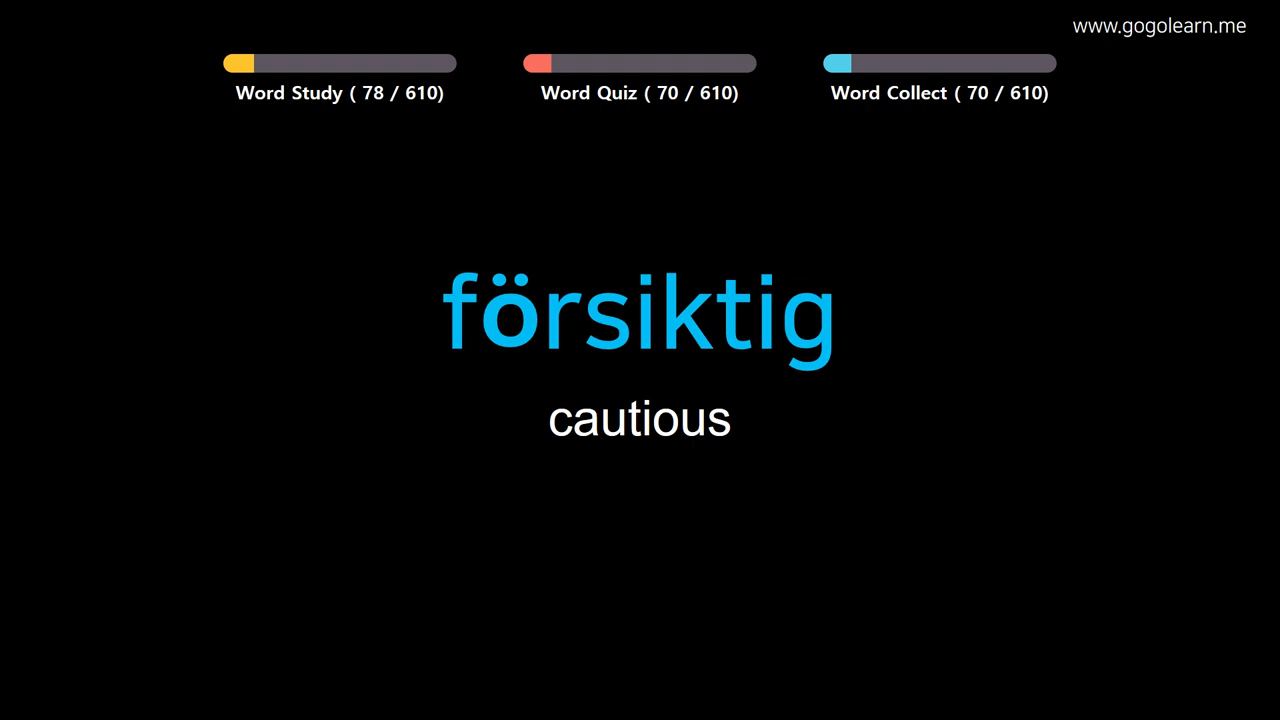 www.gogolearn.me
Word Study ( 78 / 610)
Word Quiz ( 70 / 610)
Word Collect ( 70 / 610)
försiktig
cautious